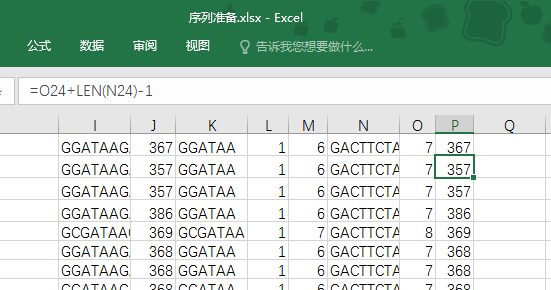 序列准备.xlsx - Excel
公式 数据 审阅 视图 告诉我您想要做什么...
=O24+LEN(N24)-1
I J K L M N O P Q
GGATAAG 367 GGATAA 1 6 GACTTCTA 7 367
GGATAAG 357 GGATAA 1 6 GACTTCTA 7 357
GGATAAG 357 GGATAA 1 6 GACTTCTA 7 357
GGATAAG 386 GGATAA 1 6 GACTTCTA 7 386
GCGATAA 369 GCGATAA 1 7 GACTTCTA 8 369
GGATAAG 368 GGATAA 1 6 GACTTCTA 7 368
GGATAAG 368 GGATAA 1 6 GACTTCTA 7 368
GGATAAG 368 GGATAA 1 6 GACTTCTA 7 368